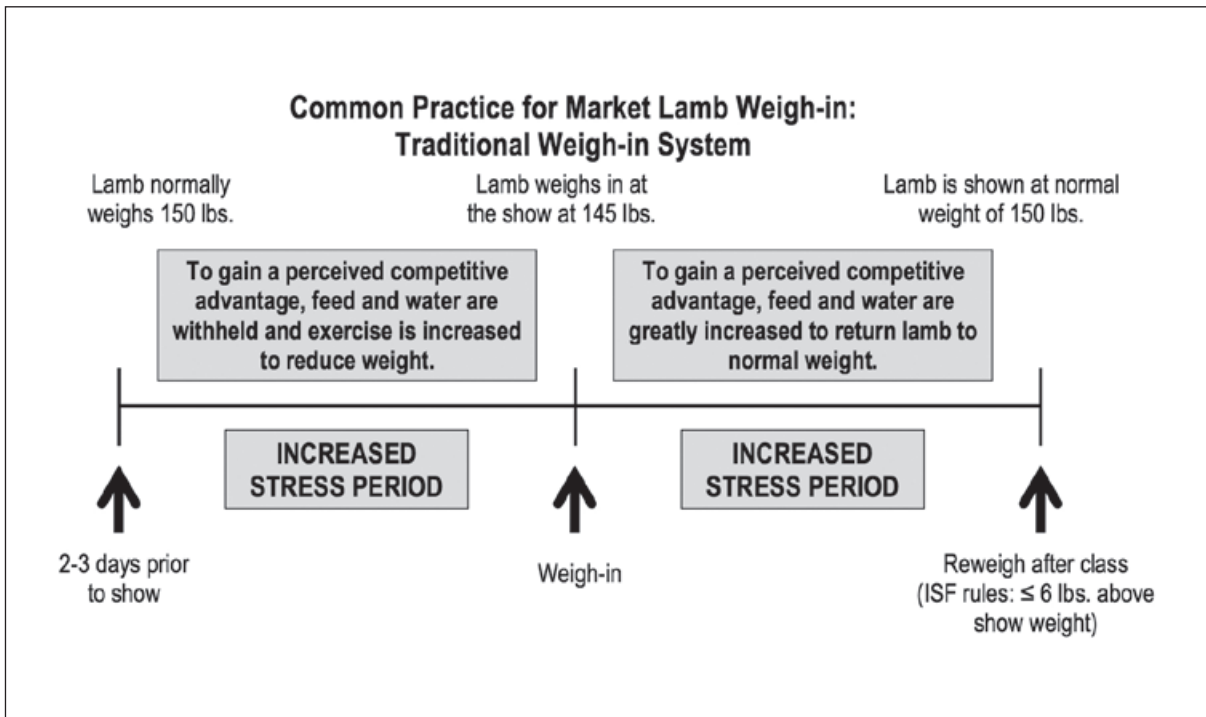 Common Practice for Market Lamb Weigh-in:
Traditional Weigh-in System
Lamb normally
weighs 150 lbs.
Lamb weighs in at
the show at 145 lbs.
Lamb is shown at normal
weight of 150 lbs.
To gain a perceived competitive
advantage, feed and water are
withheld and exercise is increased
to reduce weight.
To gain a perceived competitive
advantage, feed and water are
greatly increased to return lamb to
normal weight.
INCREASED
STRESS PERIOD
INCREASED
STRESS PERIOD
2-3 days prior
to show
Weigh-in
Reweigh after class
(ISF rules: ≤ 6 lbs. above
show weight)